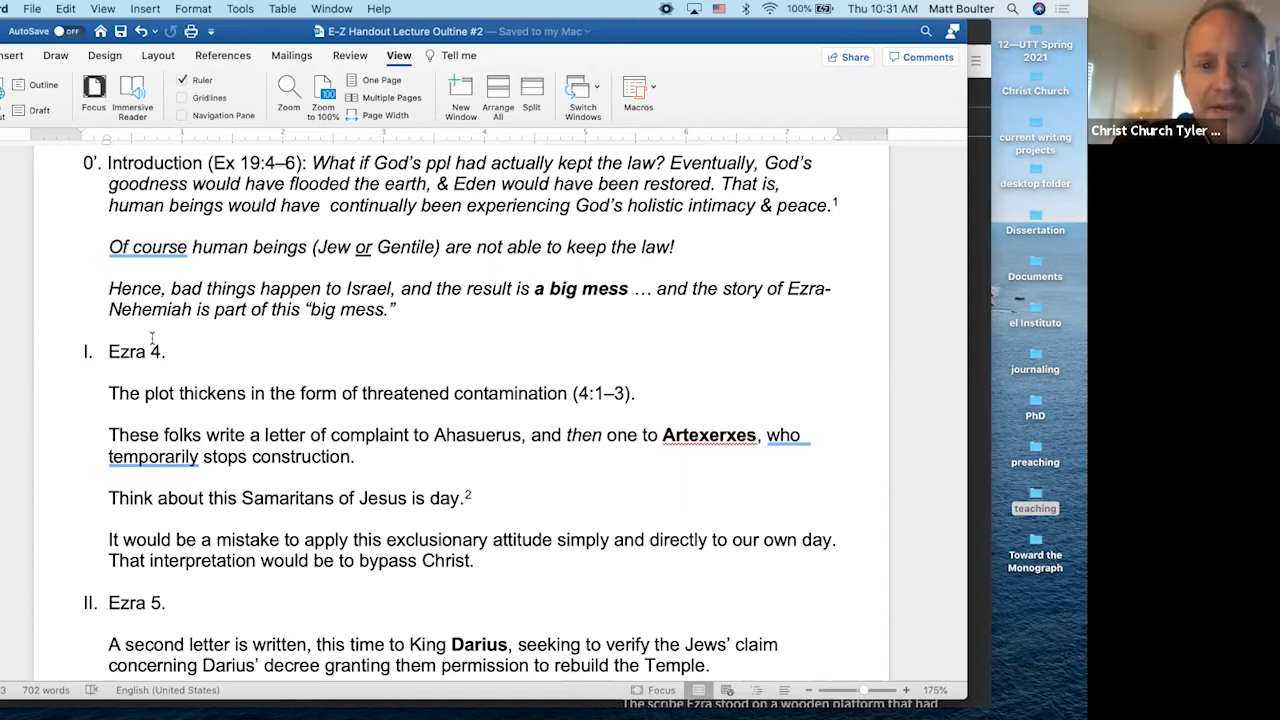 rd File Edit View Insert Format Tools Table Window Help 100% Thu 10:31 AM Matt Boulter
AutoSave OFF E-Z Handout Lecture Oultine #2 — Saved to my Mac
nsert Draw Design Layout References Mailings Review View Tell me Share Comments
Outline
Draft
Focus Immersive Reader
Ruler
Gridlines
Navigation Pane
Zoom Zoom to 100%
One Page
Multiple Pages
Page Width
New Window Arrange All Split Switch Windows Macros
1 2 3 4 5 6 7
0’. Introduction (Ex 19:4–6): What if God’s ppl had actually kept the law? Eventually, God’s
goodness would have flooded the earth, & Eden would have been restored. That is,
human beings would have continually been experiencing God’s holistic intimacy & peace.1
Of course human beings (Jew or Gentile) are not able to keep the law!
Hence, bad things happen to Israel, and the result is a big mess … and the story of Ezra-
Nehemiah is part of this “big mess.”
I. Ezra 4.
The plot thickens in the form of threatened contamination (4:1–3).
These folks write a letter of complaint to Ahasuerus, and then one to Artexerxes, who
temporarily stops construction.
Think about this Samaritans of Jesus is day.2
It would be a mistake to apply this exclusionary attitude simply and directly to our own day.
That interpretation would be to bypass Christ.
II. Ezra 5.
A second letter is written, this time to King Darius, seeking to verify the Jews’ claim
concerning Darius’ decree granting them permission to rebuild the Temple.
3 702 words English (United States) Focus 175%
The scribe Ezra stood on a wooden platform that had
12—UTT Spring
2021
Christ Church
current writing
projects
desktop folder
Dissertation
Documents
el Instituto
journaling
PhD
preaching
teaching
Toward the
Monograph
Christ Church Tyler ...